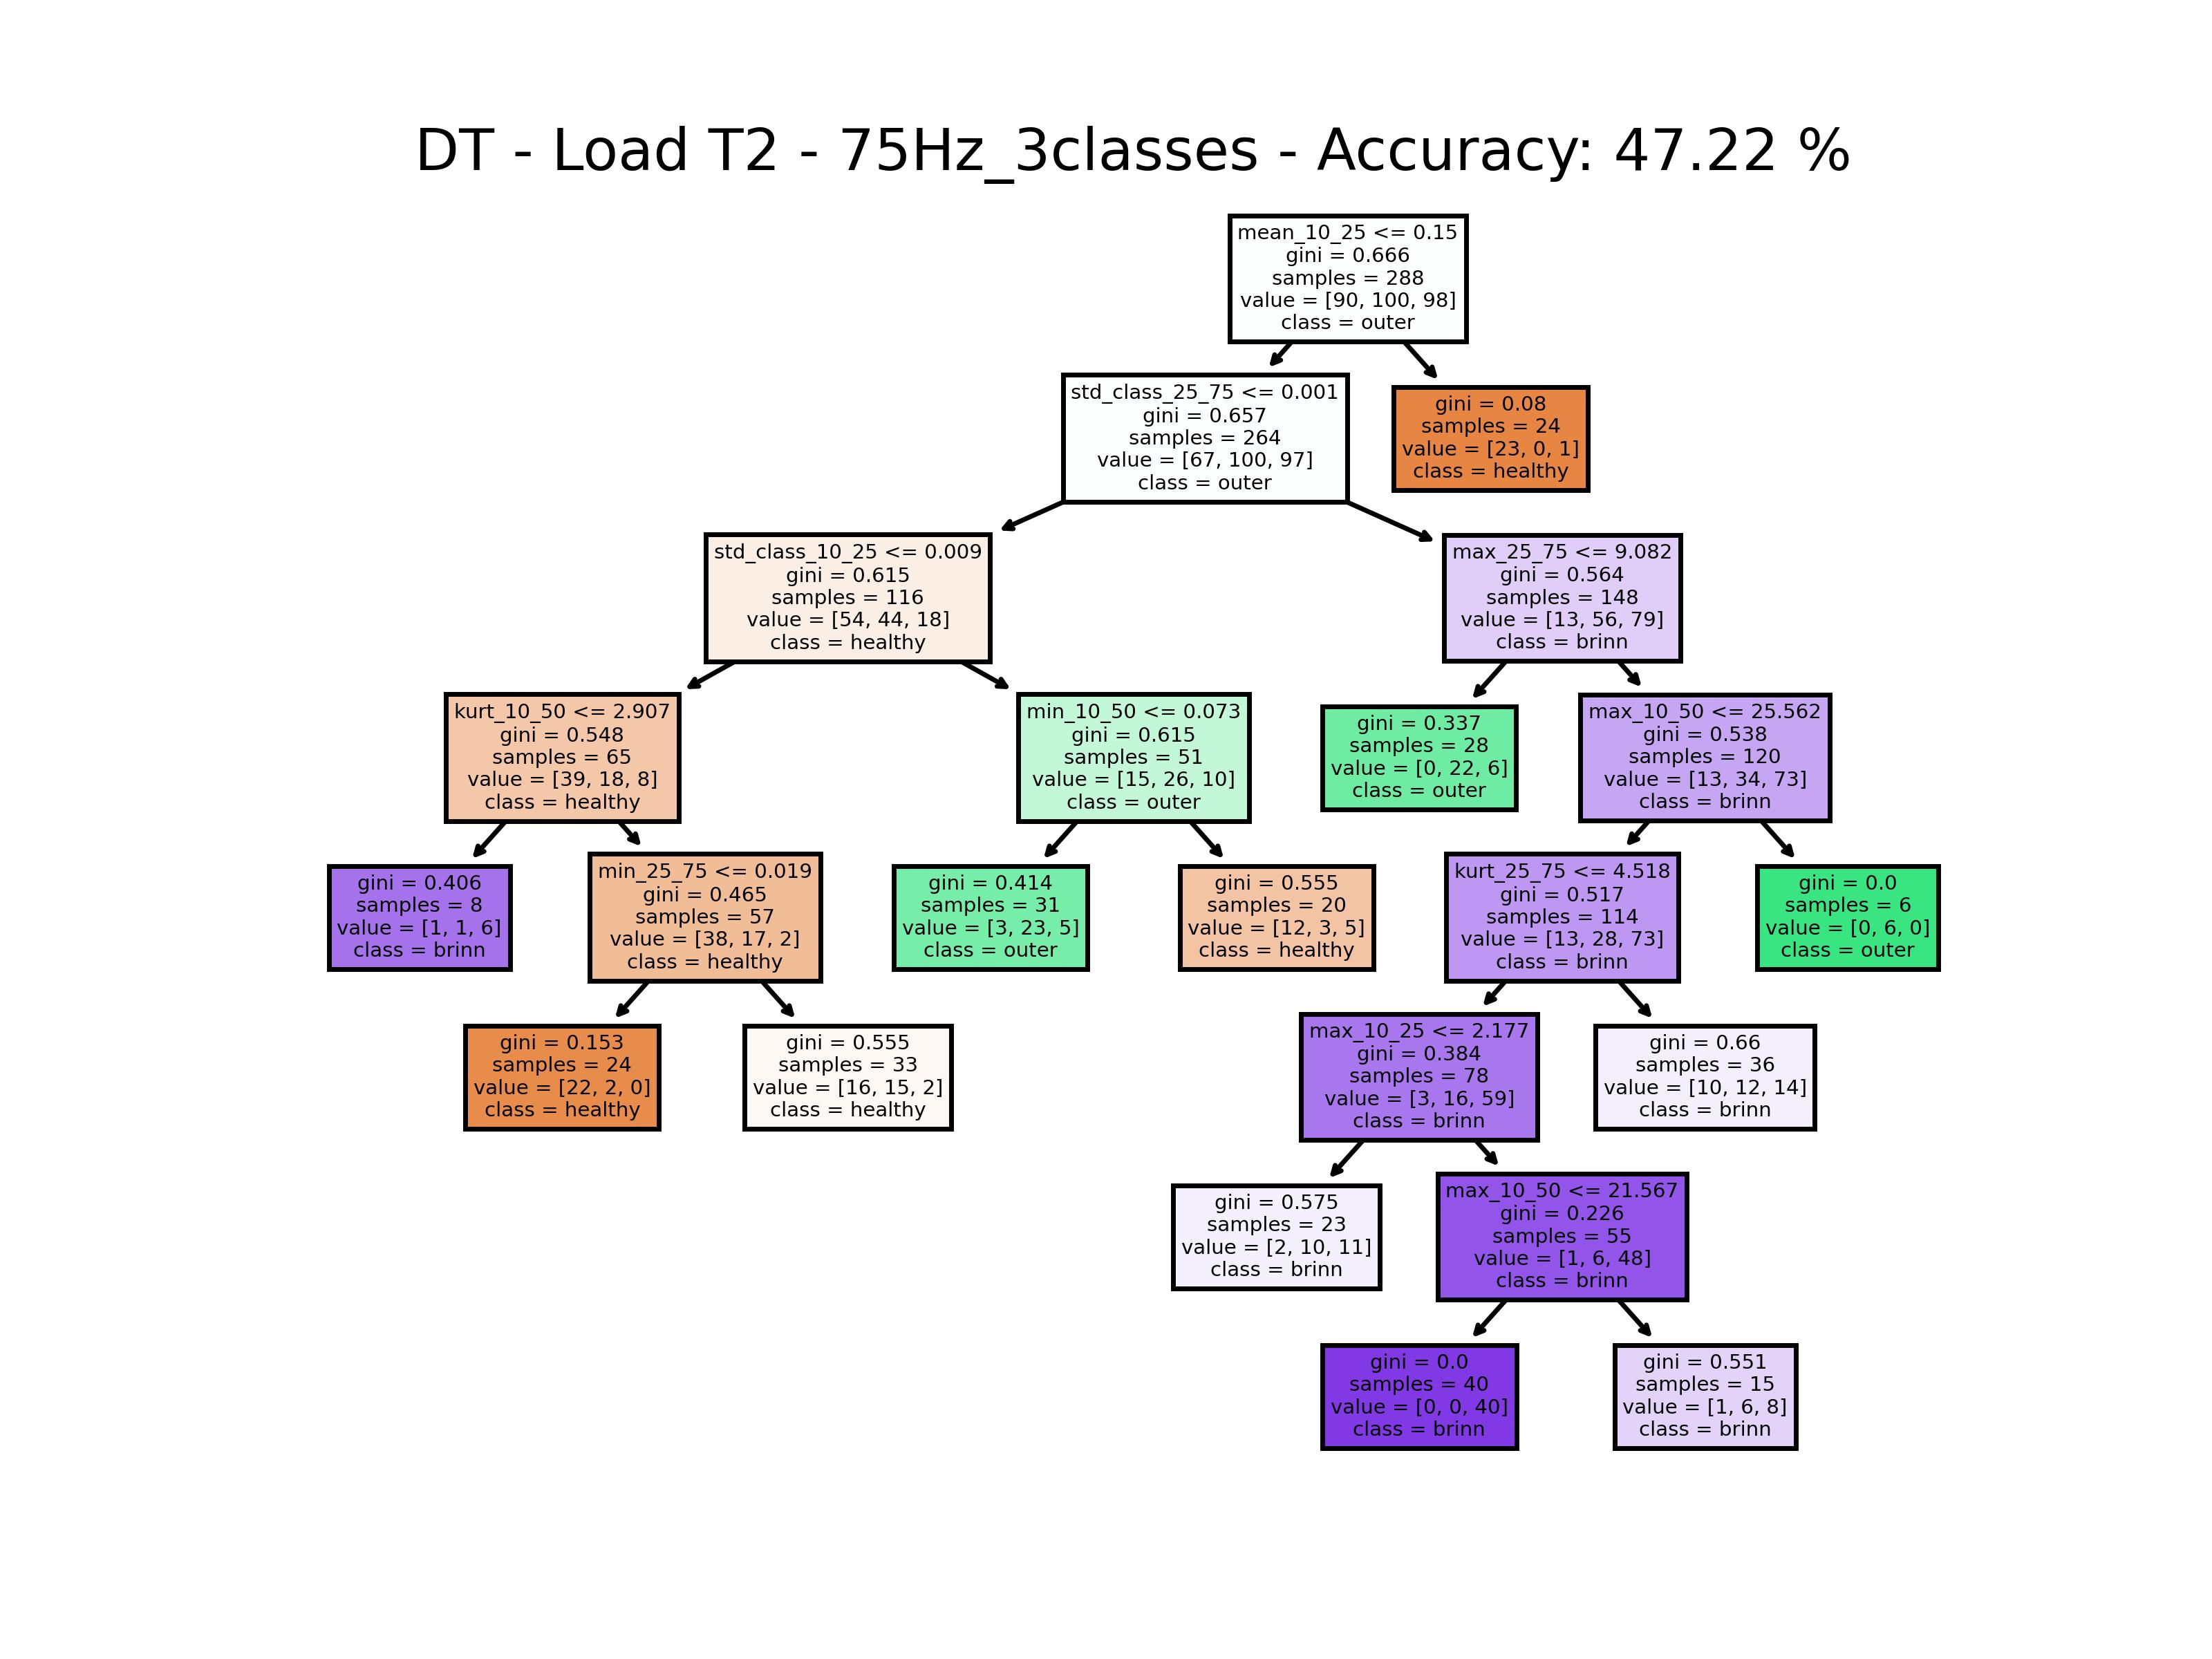 DT - Load T2 - 75Hz_3classes - Accuracy: 47.22 %
mean_10_25 <= 0.15
gini = 0.666
samples = 288
value = [90, 100, 98]
class = outer
std_class_25_75 <= 0.001
gini = 0.657
samples = 264
value = [67, 100, 97]
class = outer
gini = 0.08
samples = 24
value = [23, 0, 1]
class = healthy
std_class_10_25 <= 0.009
gini = 0.615
samples = 116
value = [54, 44, 18]
class = healthy
max_25_75 <= 9.082
gini = 0.564
samples = 148
value = [13, 56, 79]
class = brinn
kurt_10_50 <= 2.907
gini = 0.548
samples = 65
value = [39, 18, 8]
class = healthy
min_10_50 <= 0.073
gini = 0.615
samples = 51
value = [15, 26, 10]
class = outer
gini = 0.337
samples = 28
value = [0, 22, 6]
class = outer
max_10_50 <= 25.562
gini = 0.538
samples = 120
value = [13, 34, 73]
class = brinn
gini = 0.406
samples = 8
value = [1, 1, 6]
class = brinn
min_25_75 <= 0.019
gini = 0.465
samples = 57
value = [38, 17, 2]
class = healthy
gini = 0.414
samples = 31
value = [3, 23, 5]
class = outer
gini = 0.555
samples = 20
value = [12, 3, 5]
class = healthy
kurt_25_75 <= 4.518
gini = 0.517
samples = 114
value = [13, 28, 73]
class = brinn
gini = 0.0
samples = 6
value = [0, 6, 0]
class = outer
gini = 0.153
samples = 24
value = [22, 2, 0]
class = healthy
gini = 0.555
samples = 33
value = [16, 15, 2]
class = healthy
max_10_25 <= 2.177
gini = 0.384
samples = 78
value = [3, 16, 59]
class = brinn
gini = 0.66
samples = 36
value = [10, 12, 14]
class = brinn
gini = 0.575
samples = 23
value = [2, 10, 11]
class = brinn
max_10_50 <= 21.567
gini = 0.226
samples = 55
value = [1, 6, 48]
class = brinn
gini = 0.0
samples = 40
value = [0, 0, 40]
class = brinn
gini = 0.551
samples = 15
value = [1, 6, 8]
class = brinn